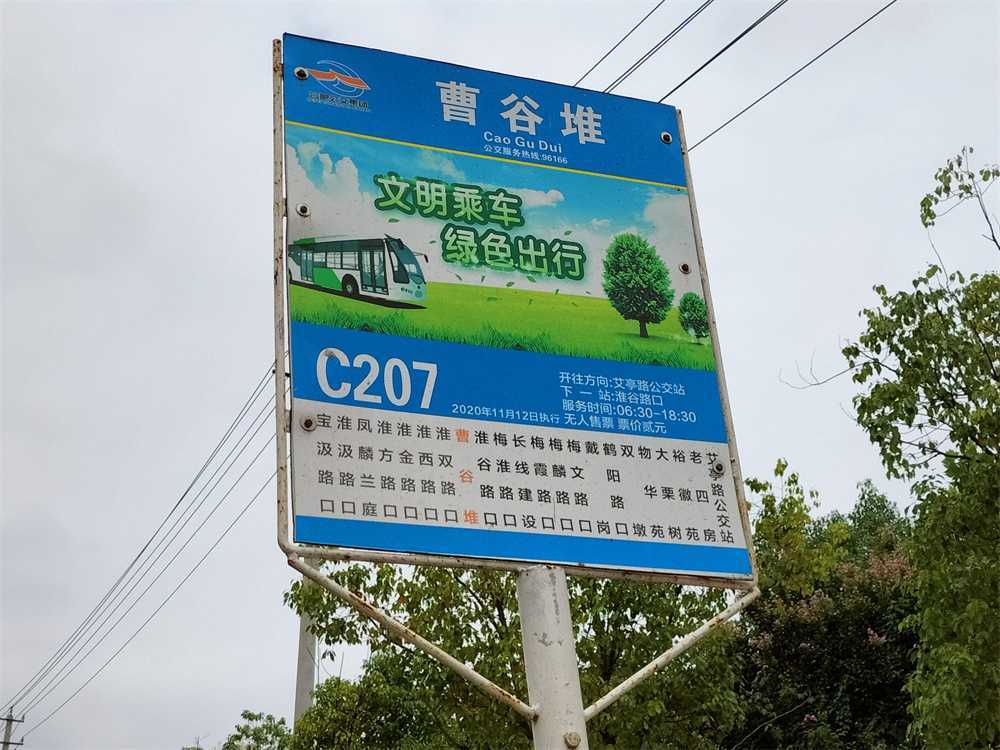 合肥公交集团
曹谷堆
Cao Gu Dui
公交服务热线:96166
文明乘车
绿色出行
C207
开往方向:艾亭路公交站
下一站:淮谷路口
服务时间:06:30-18:30
2020年11月12日执行 无人售票 票价贰元
宝汲路口
淮汲路口
凤麟兰庭
淮方路口
淮金路口
淮西路口
淮双路口
曹谷堆
淮谷路口
梅淮路口
长线建设
梅霞路口
梅麟路口
梅文路口
戴岗
鹤阳路口
双墩
物华苑
大栗树
裕徽苑
老四房
艾亭路公交站